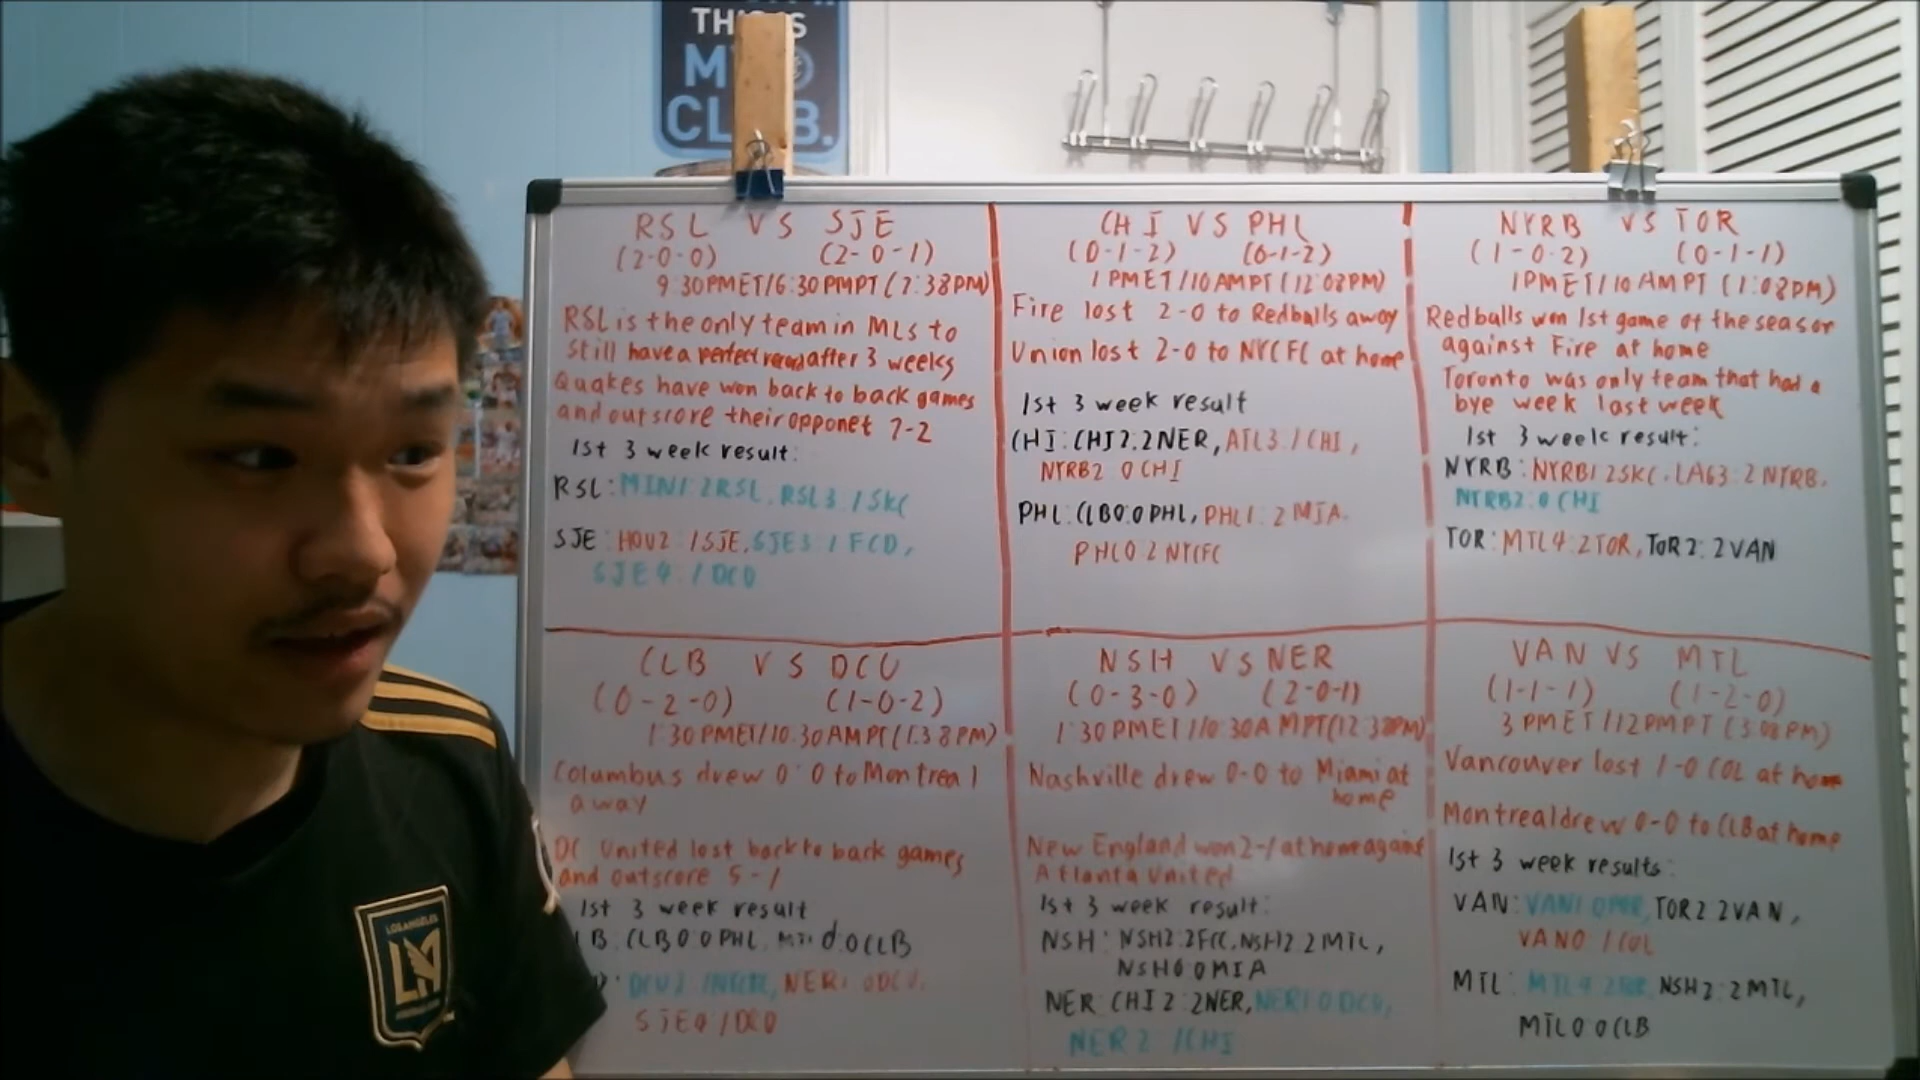 THIS IS
MY
CLUB.
RSL VS SJE
(2-0-0) (2-0-1)
9:30PMET/6:30PMPT(7:38PM)
RSL is the only team in MLS to
still have a perfect record after 3 weeks
Quakes have won back to back games
and outscore their opponet 7-2
1st 3 week result:
RSL: MIN1:2RSL, RSL3:1SKC
SJE: HOU2:1SJE, SJE3:1FCD,
SJE4:1DCU
CHI VS PHL
(0-1-2) (0-1-2)
1PMET/10AMPT(12:08PM)
Fire lost 2-0 to Redballs away
Union lost 2-0 to NYCFC at home
1st 3 week result
CHI: CHI2:2NER, ATL3:1CHI,
NYRB2:0CHI
PHL: CLB0:0PHL, PHL1:2MIA.
PHL0:2NYCFC
NYRB VS TOR
(1-0-2) (0-1-1)
1PMET/10AMPT(1:08PM)
Redballs won 1st game of the season
against Fire at home
Toronto was only team that had a
bye week last week
1st 3 week result:
NYRB: NYRB1:2SKC, LAG3:2NYRB,
NYRB2:0CHI
TOR: MTL4:2TOR, TOR2:2VAN
CLB VS DCU
(0-2-0) (1-0-2)
1:30PMET/10:30AMPT(1:38PM)
Columbus drew 0:0 to Montreal
away
DC United lost back to back games
and outscore 5-1
1st 3 week result
LB: CLB0:0PHL, MTL0:0CLB
NER1:0DCU,
SJE4:1DCU
NSH VS NER
(0-3-0) (2-0-1)
1:30PMET/10:30AMPT(12:38PM)
Nashville drew 0-0 to Miami at
home
New England won 2-1 at home against
Atlanta United
1st 3 week result:
NSH: NSH2:2FCC, NSH2:2MTL,
NSH0:0MIA
NER: CHI2:2NER, NER1:0DCU,
NER2:1CHI
VAN VS MTL
(1-1-1) (1-2-0)
3PMET/12PMPT(3:08PM)
Vancouver lost 1-0 COL at home
Montreal drew 0-0 to CLB at home
1st 3 week results:
VAN: VAN1:0POR, TOR2:2VAN,
VAN0:1COL
MTL: MTL4:2TOR, NSH2:2MTL,
MTL0:0CLB
LOS ANGELES
LA